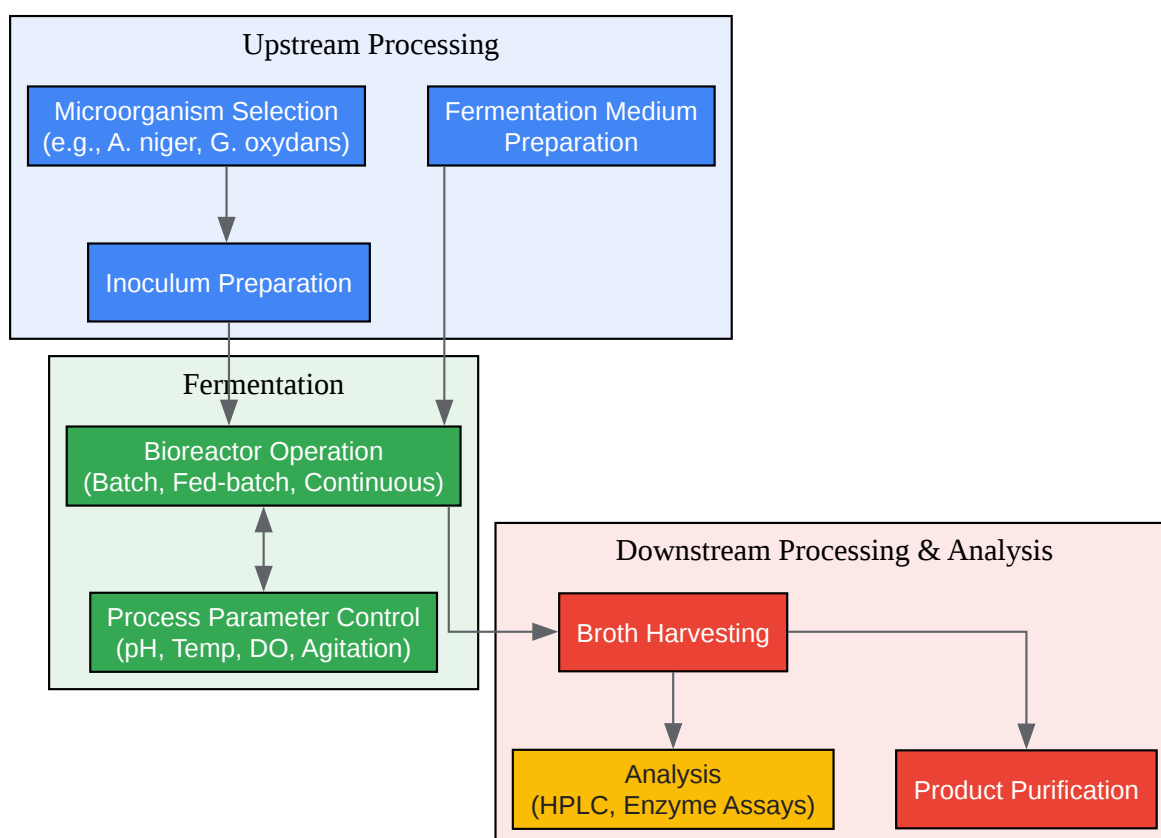 Upstream Processing
Microorganism Selection
(e.g., A. niger, G. oxydans)
Fermentation Medium
Preparation
Inoculum Preparation
Fermentation
Bioreactor Operation
(Batch, Fed-batch, Continuous)
Process Parameter Control
(pH, Temp, DO, Agitation)
Downstream Processing & Analysis
Broth Harvesting
Analysis
(HPLC, Enzyme Assays)
Product Purification